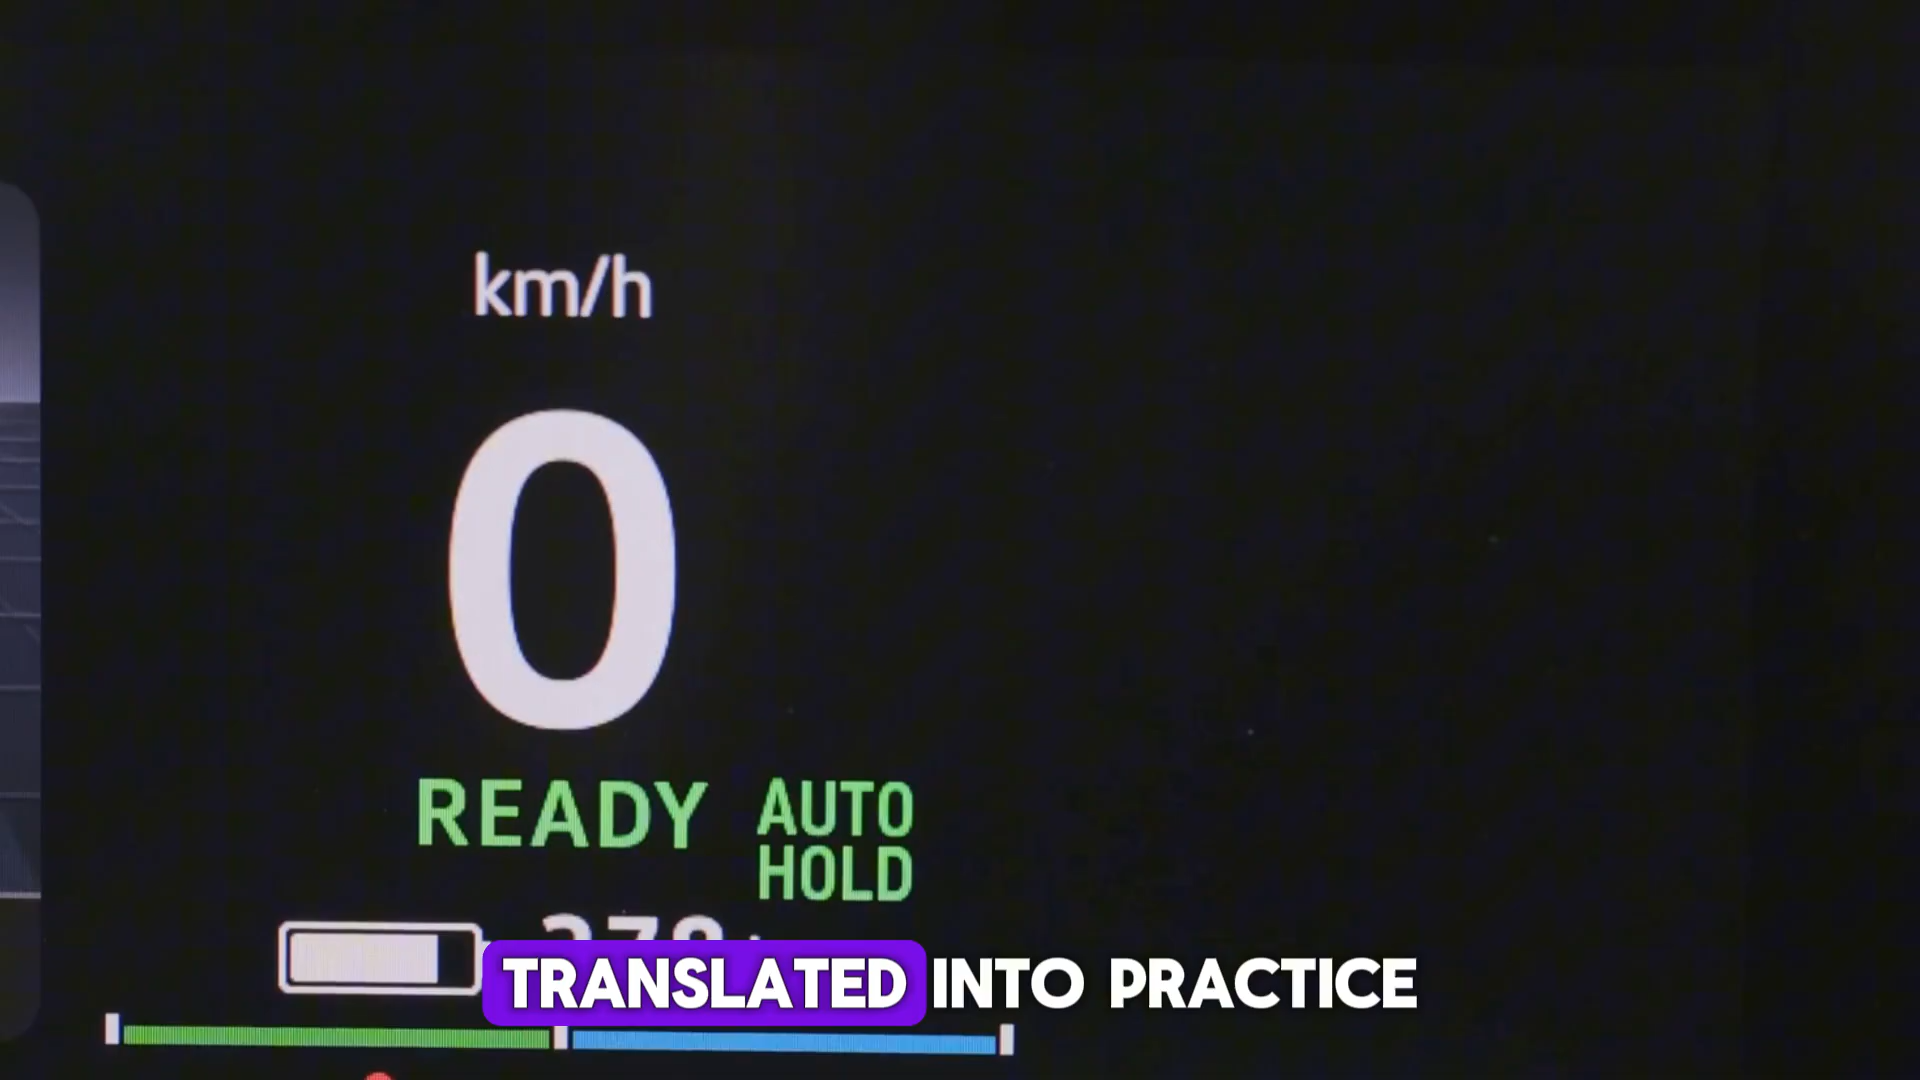 km/h
0
READY AUTO
HOLD
TRANSLATED INTO PRACTICE